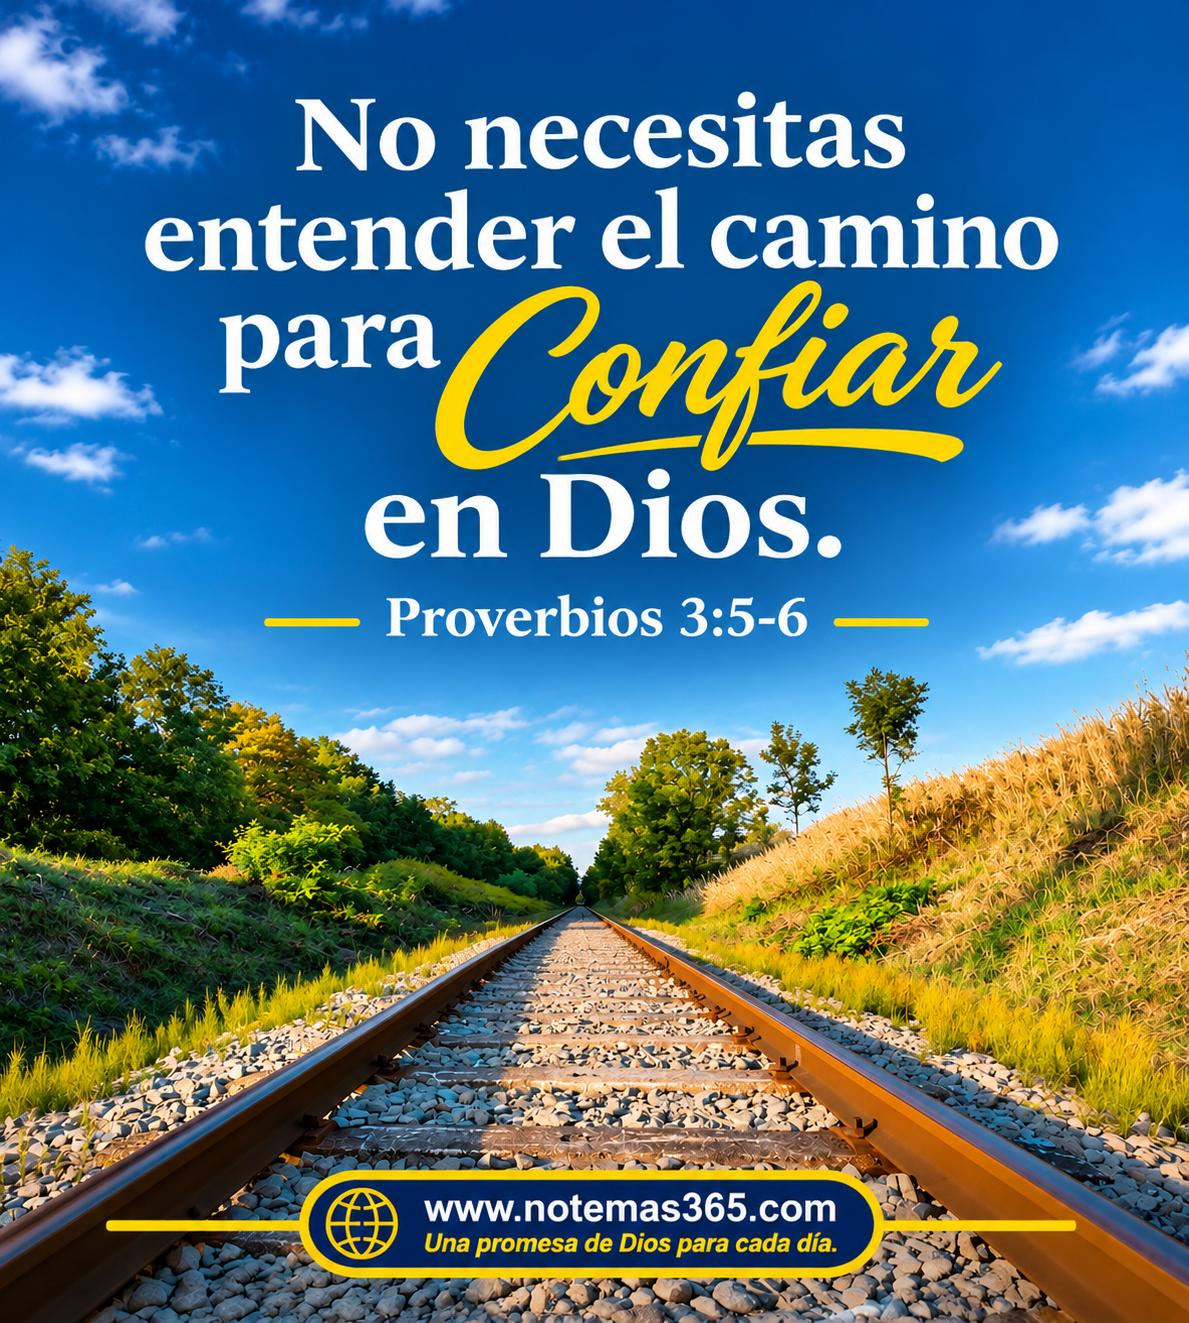 No necesitas
entender el camino
para Confiar
en Dios.
Proverbios 3:5-6
www.notemas365.com
Una promesa de Dios para cada día.